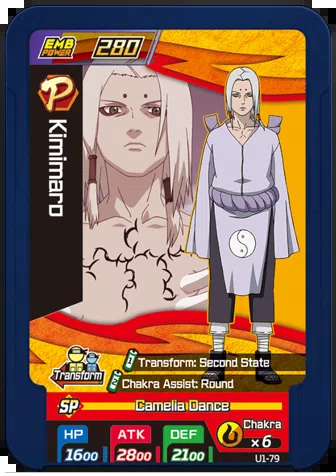 EMB
POWER
280
P
Kimimaro
Transform: Second State
Transform
Chakra Assist: Round
SP Camelia Dance
Chakra
×6
HP ATK DEF
1600 2800 2100
U1-79